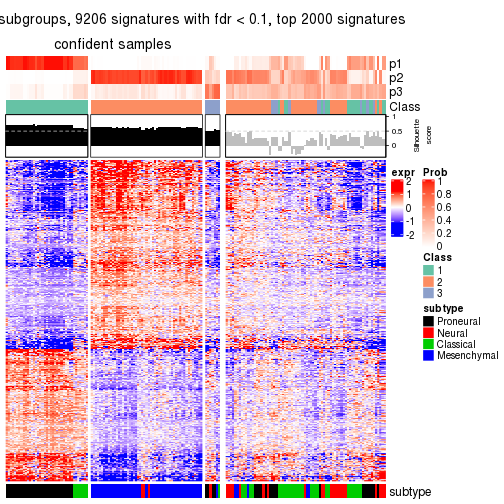 subgroups, 9206 signatures with fdr < 0.1, top 2000 signatures
confident samples
p1
p2
p3
Class
1
0.5
0
Silhouette
score
expr
2
1
0
-1
-2
Prob
1
0.8
0.6
0.4
0.2
0
Class
1
2
3
subtype
Proneural
Neural
Classical
Mesenchymal
subtype